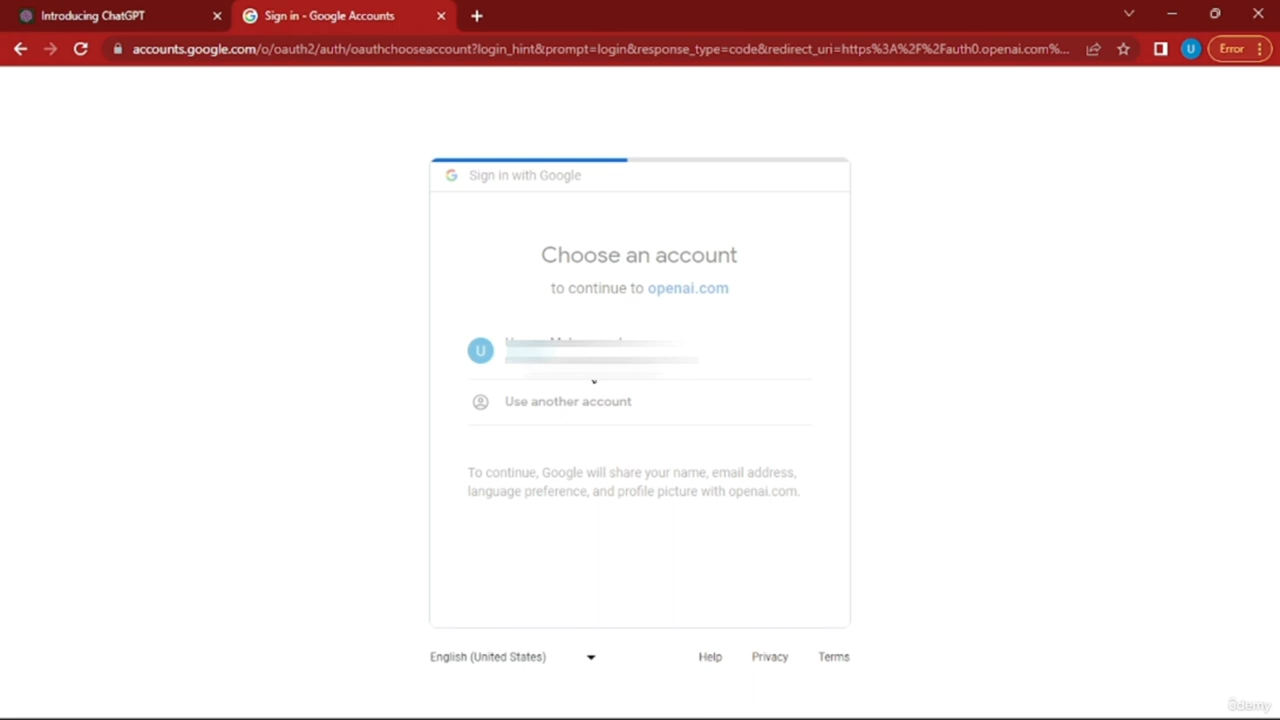 Introducing ChatGPT
Sign in - Google Accounts
accounts.google.com/o/oauth2/auth/oauthchooseaccount?login_hint&prompt=login&response_type=code&redirect_uri=https%3A%2F%2Fauth0.openai.com%...
U
Error
Sign in with Google
Choose an account
to continue to openai.com
U
Use another account
To continue, Google will share your name, email address,
language preference, and profile picture with openai.com.
English (United States)
Help
Privacy
Terms
ûdemy